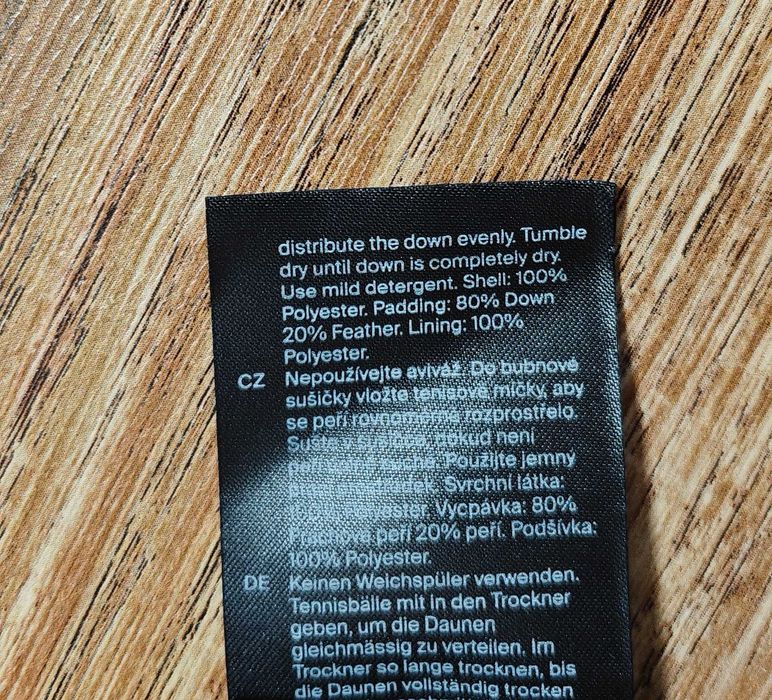 distribute the down evenly. Tumble
dry until down is completely dry.
Use mild detergent. Shell: 100%
Polyester. Padding: 80% Down
20% Feather. Lining: 100%
Polyester.
CZ Nepoužívejte aviváž. Do bubnové
sušičky vložte tenisové míčky, aby
se peří rovnoměrně rozprostřelo.
sušičce, pokud není
Použijte jemný
Svrchní látka:
Vycpávka: 80%
Prachové peří 20% peří. Podšívka:
100% Polyester.
DE Keinen Weichspüler verwenden.
Tennisbälle mit in den Trockner
geben, um die Daunen
gleichmässig zu verteilen. Im
Trockner so lange trocknen, bis
die Daunen vollständig trocken